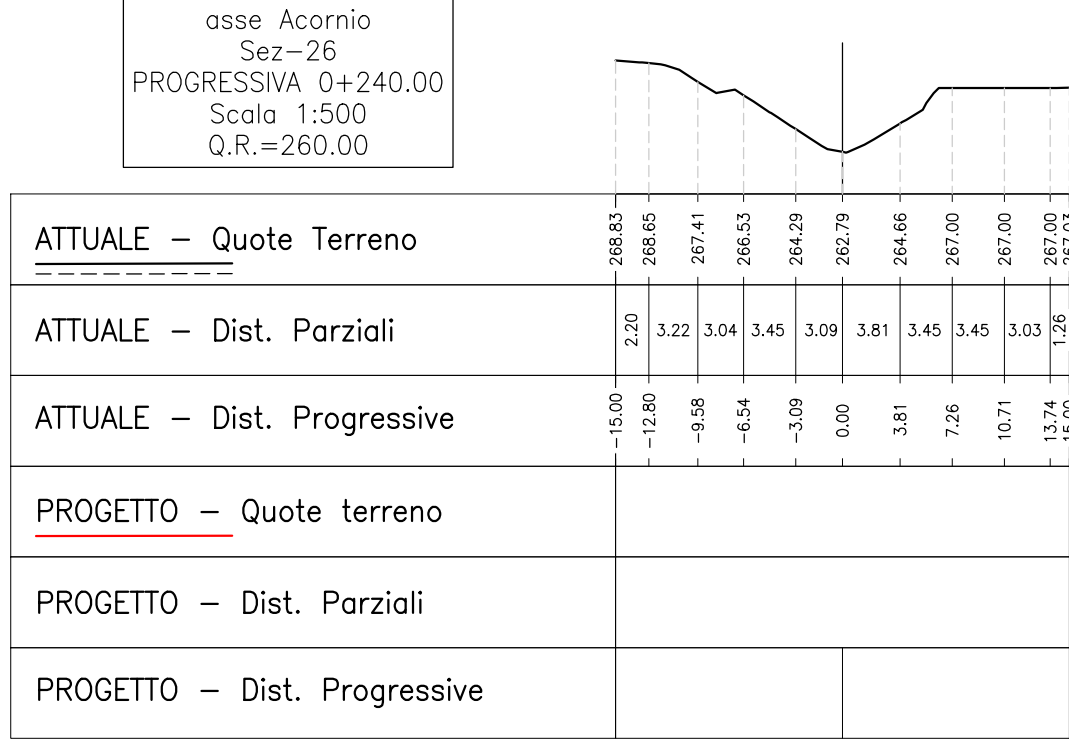 asse Acornio
Sez-26
PROGRESSIVA 0+240.00
Scala 1:500
Q.R.=260.00
ATTUALE - Quote Terreno
268.83 268.65 267.41 266.53 264.29 262.79 264.66 267.00 267.00 267.00 267.03
ATTUALE - Dist. Parziali
2.20 3.22 3.04 3.45 3.09 3.81 3.45 3.45 3.03 1.26
ATTUALE - Dist. Progressive
-15.00 -12.80 -9.58 -6.54 -3.09 0.00 3.81 7.26 10.71 13.74 15.00
PROGETTO - Quote terreno
PROGETTO - Dist. Parziali
PROGETTO - Dist. Progressive